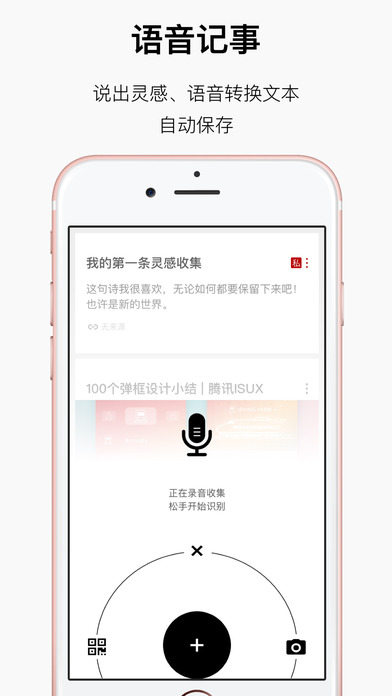 语音记事
说出灵感、语音转换文本
自动保存
我的第一条灵感收集
私
这句诗我很喜欢，无论如何都要保留下来吧！
也许是新的世界。
无来源
100个弹框设计小结 | 腾讯ISUX
正在录音收集
松手开始识别